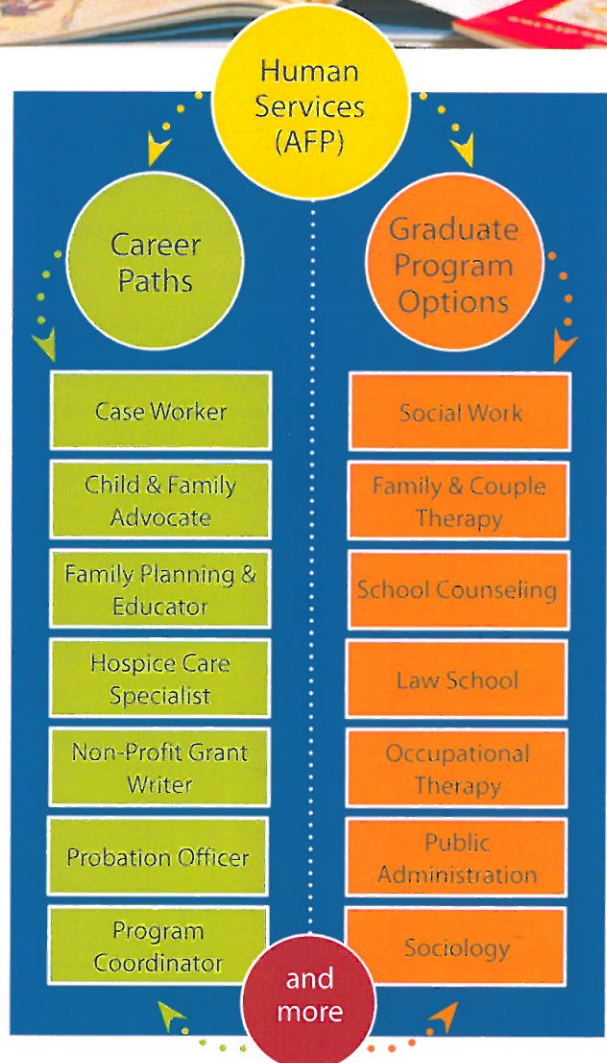 Human
Services
(AFP)
Career
Paths
Graduate
Program
Options
Case Worker
Child & Family
Advocate
Family Planning &
Educator
Hospice Care
Specialist
Non-Profit Grant
Writer
Probation Officer
Program
Coordinator
Social Work
Family & Couple
Therapy
School Counseling
Law School
Occupational
Therapy
Public
Administration
Sociology
and
more